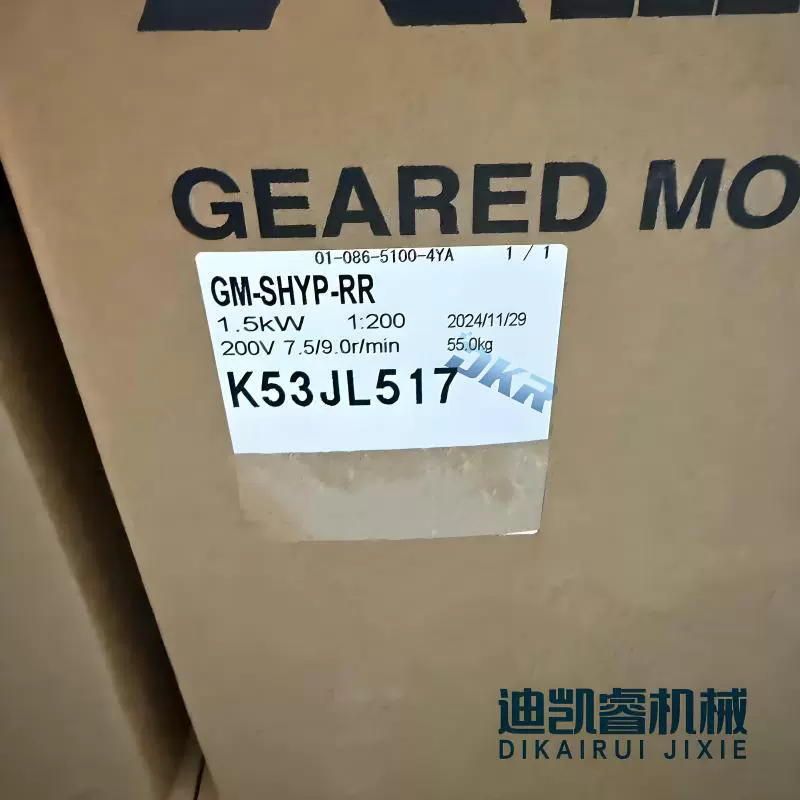 GEARED MO
01-086-5100-4YA 1 / 1
GM-SHYP-RR
1.5kW 1:200 2024/11/29
200V 7.5/9.0r/min 55.0kg
K53JL517
DKR
迪凯睿机械
DIKAIRUI JIXIE